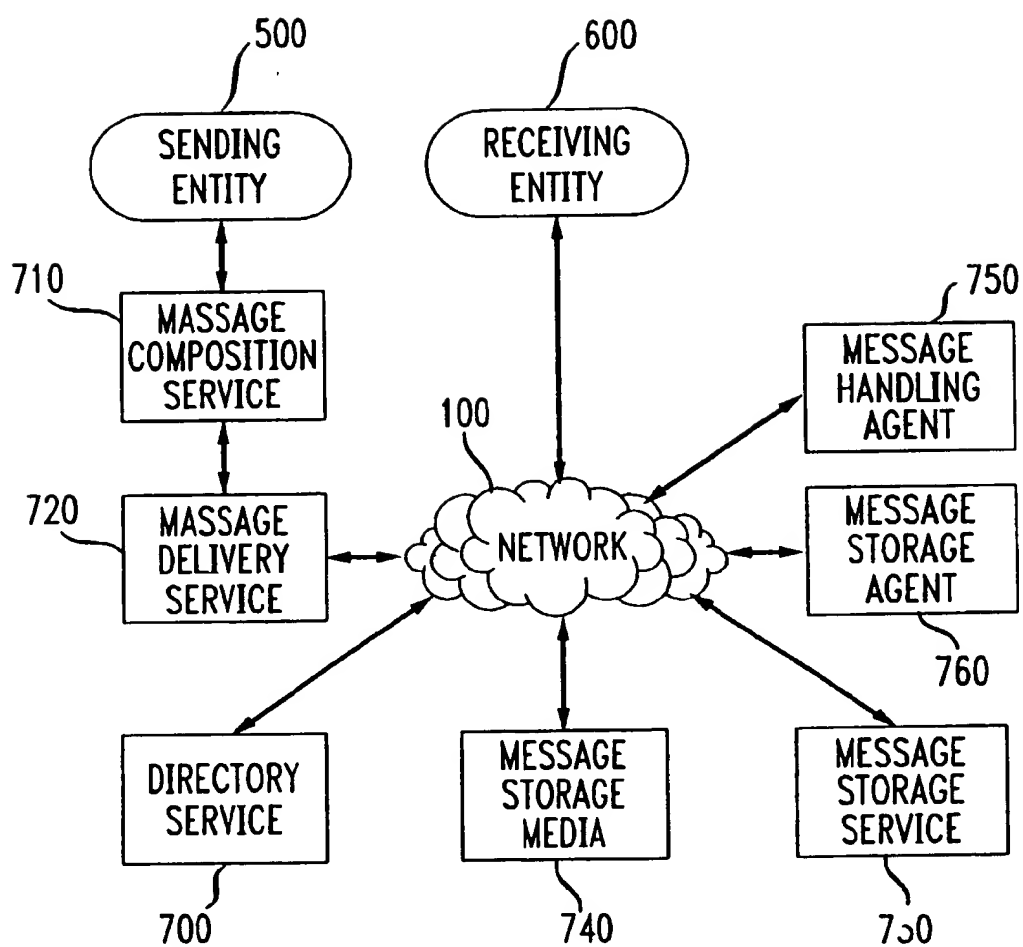 500
600
SENDING
ENTITY
RECEIVING
ENTITY
710
750
MASSAGE
COMPOSITION
SERVICE
MESSAGE
HANDLING
AGENT
100
720
MASSAGE
DELIVERY
SERVICE
NETWORK
MESSAGE
STORAGE
AGENT
760
DIRECTORY
SERVICE
MESSAGE
STORAGE
MEDIA
MESSAGE
STORAGE
SERVICE
700
740